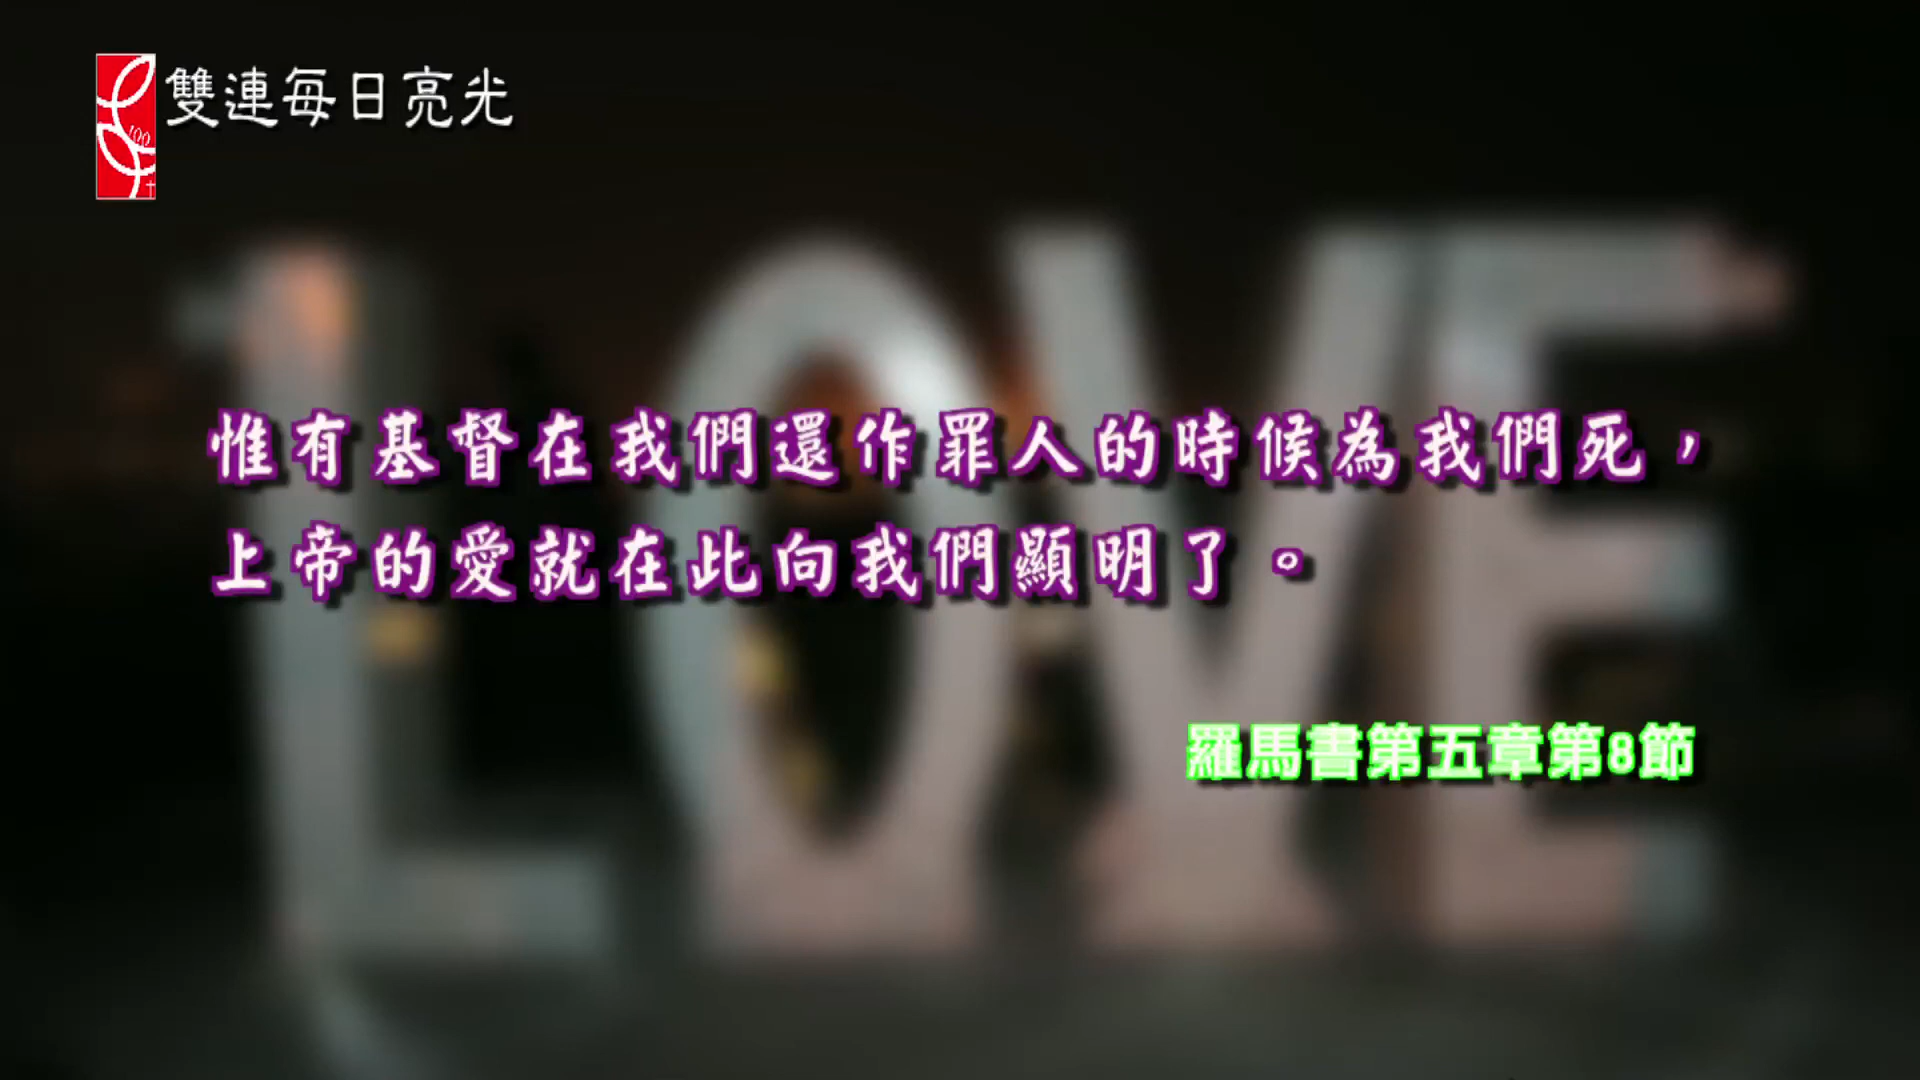 雙連每日亮光
100
LOVE
惟有基督在我們還作罪人的時候為我們死，
上帝的愛就在此向我們顯明了。
羅馬書第五章第8節